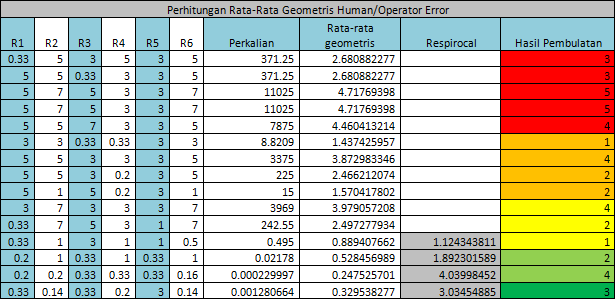 Perhitungan Rata-Rata Geometris Human/Operator Error
R1 R2 R3 R4 R5 R6 Perkalian Rata-rata geometris Respirocal Hasil Pembulatan
0.33 5 3 5 3 5 371.25 2.680882277 3
5 5 0.33 3 3 5 371.25 2.680882277 3
5 7 5 3 3 7 11025 4.71769398 5
5 7 5 3 3 7 11025 4.71769398 5
5 5 7 3 3 5 7875 4.460413214 4
3 3 0.33 0.33 3 3 8.8209 1.437425957 1
5 5 3 3 3 5 3375 3.872983346 4
5 5 3 0.2 3 5 225 2.466212074 2
5 1 5 0.2 3 1 15 1.570417802 2
3 7 3 3 3 7 3969 3.979057208 4
0.33 7 5 3 1 7 242.55 2.497277934 2
0.33 1 3 1 1 0.5 0.495 0.889407662 1.124343811 1
0.2 1 0.33 1 0.33 1 0.02178 0.528456989 1.892301589 2
0.2 0.2 0.33 0.33 0.33 0.16 0.000229997 0.247525701 4.03998452 4
0.33 0.14 0.33 0.2 3 0.14 0.001280664 0.329538277 3.03454885 3